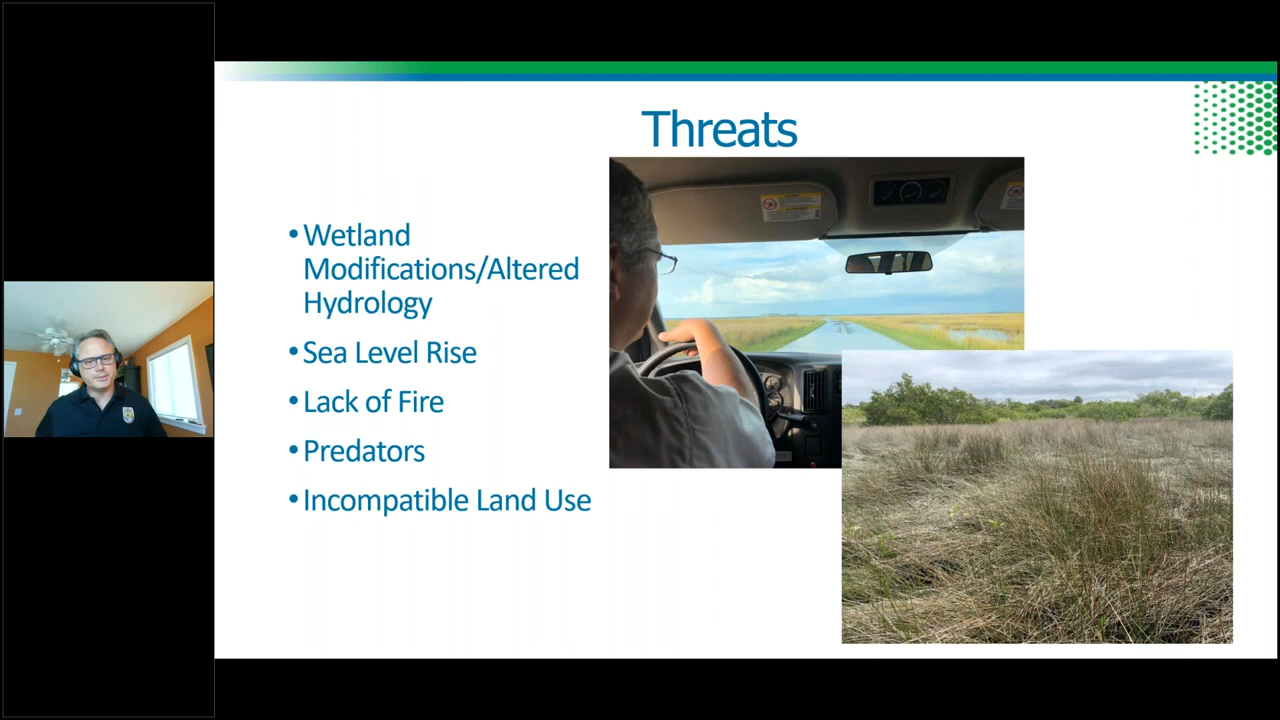 Threats
•Wetland
Modifications/Altered
Hydrology
•Sea Level Rise
•Lack of Fire
•Predators
•Incompatible Land Use